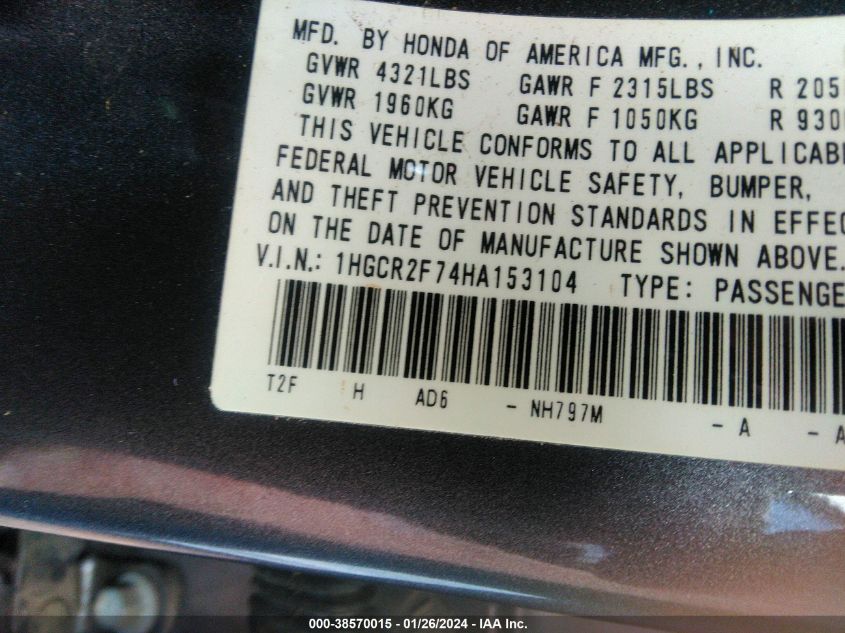 MFD. BY HONDA OF AMERICA MFG., INC.
GVWR 4321LBS GAWR F 2315LBS R 205
GVWR 1960KG GAWR F 1050KG R 930
THIS VEHICLE CONFORMS TO ALL APPLICABL
FEDERAL MOTOR VEHICLE SAFETY, BUMPER,
AND THEFT PREVENTION STANDARDS IN EFFEC
ON THE DATE OF MANUFACTURE SHOWN ABOVE.
V.I.N.: 1HGCR2F74HA153104 TYPE: PASSENGE
T2F H AD6 - NH797M - A - A
000-38570015 - 01/26/2024 - IAA Inc.